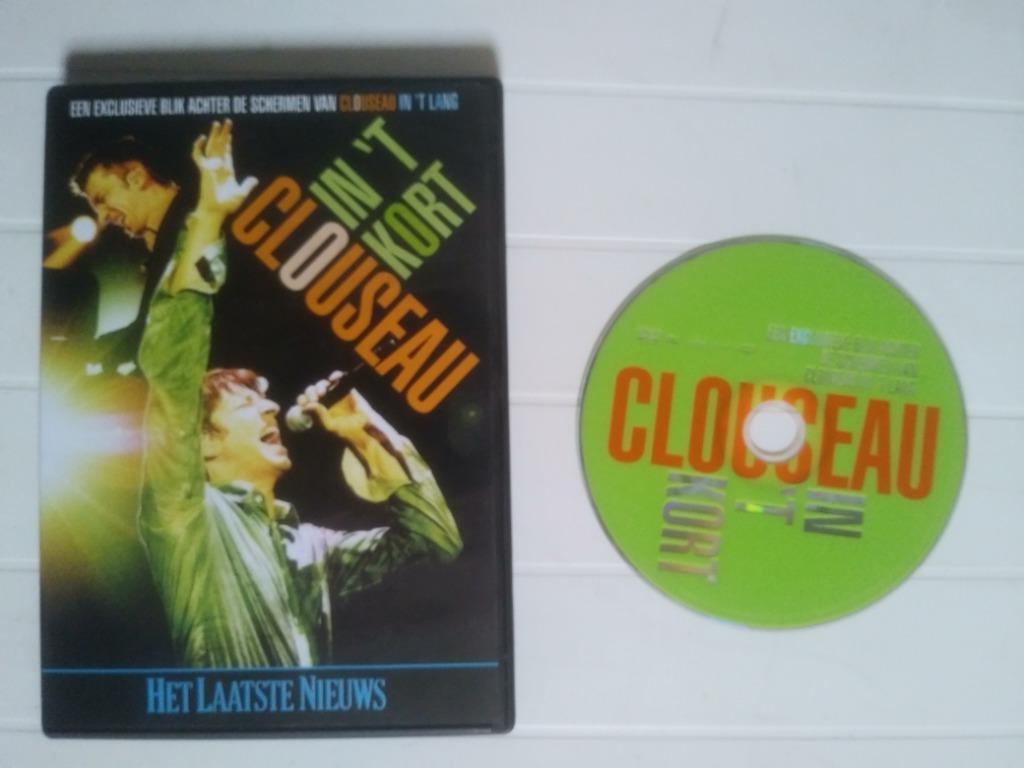 EEN EXCLUSIEVE BLIK ACHTER DE SCHERMEN VAN CLOUSEAU IN 'T LANG
IN 'T
KORT
CLOUSEAU
HET LAATSTE NIEUWS
CLOUSEAU
IN
'T
KORT